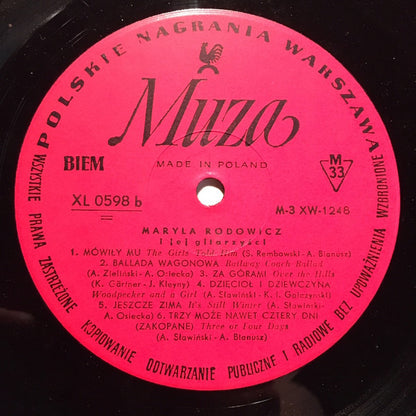 POLSKIE NAGRANIA WARSZAWA
Muza
MADE IN POLAND
BIEM
M
33
XL 0598 b
M-3 XW-1248
MARYLA RODOWICZ
i jej gitarzyści
1. MÓWIŁY MU The Girls Told Him (S. Rembowski - A. Bianusz)
2. BALLADA WAGONOWA Railway Coach Ballad
(A. Zieliński - A. Osiecka) 3. ZA GÓRAMI Over the Hills
(K. Gärtner - J. Kleyny) 4. DZIĘCIOŁ I DZIEWCZYNA
Woodpecker and a Girl (A. Sławiński - K. I. Gałczyński)
5. JESZCZE ZIMA It's Still Winter (A. Sławiński -
A. Osiecka) 6. TRZY MOŻE NAWET CZTERY DNI
(ZAKOPANE) Three or Four Days
(A. Sławiński - A. Bianusz)
WSZYSTKIE PRAWA ZASTRZEŻONE. KOPIOWANIE ODTWARZANIE PUBLICZNE I RADIOWE BEZ UPOWAŻNIENIA WZBRONIONE